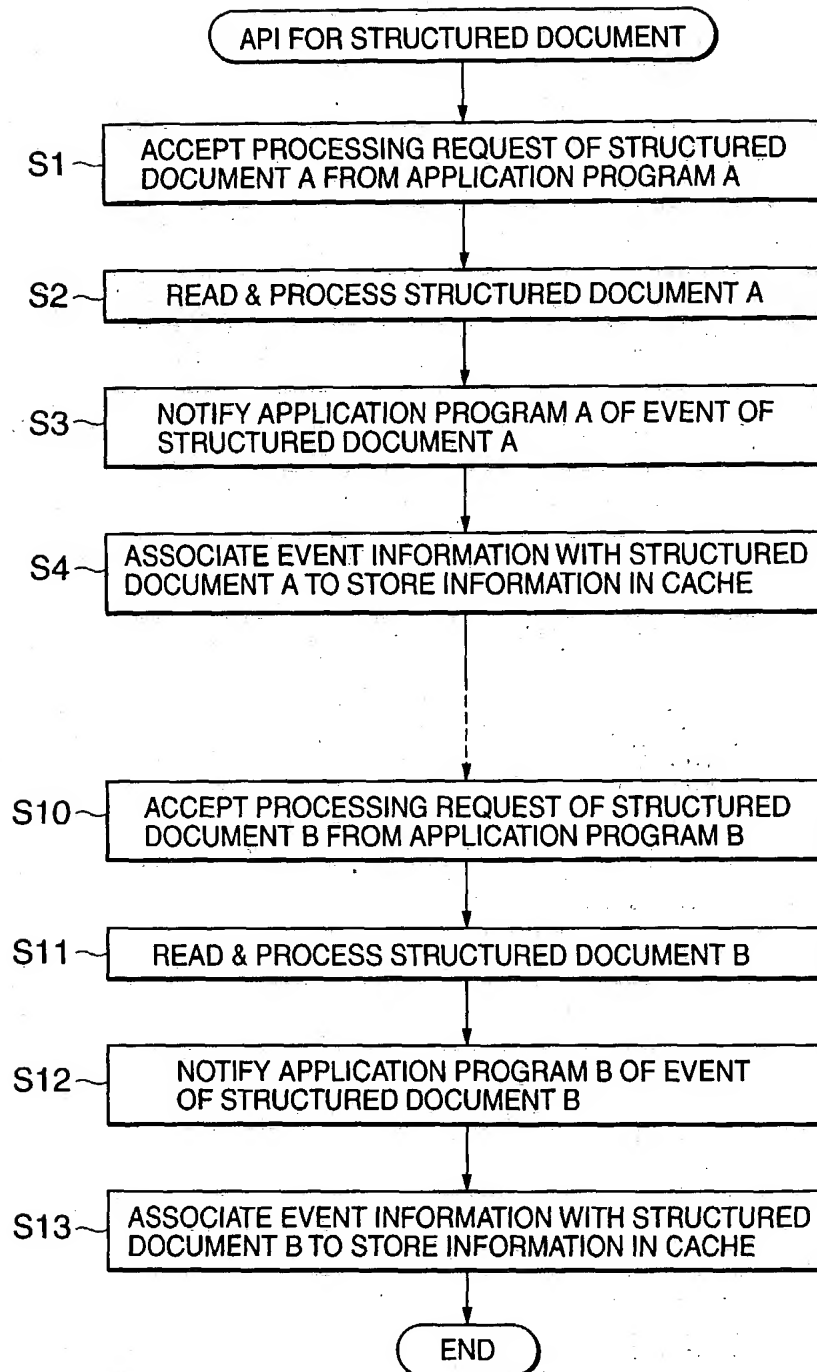 API FOR STRUCTURED DOCUMENT
S1
ACCEPT PROCESSING REQUEST OF STRUCTURED
DOCUMENT A FROM APPLICATION PROGRAM A
S2
READ & PROCESS STRUCTURED DOCUMENT A
S3
NOTIFY APPLICATION PROGRAM A OF EVENT OF
STRUCTURED DOCUMENT A
S4
ASSOCIATE EVENT INFORMATION WITH STRUCTURED
DOCUMENT A TO STORE INFORMATION IN CACHE
S10
ACCEPT PROCESSING REQUEST OF STRUCTURED
DOCUMENT B FROM APPLICATION PROGRAM B
S11
READ & PROCESS STRUCTURED DOCUMENT B
S12
NOTIFY APPLICATION PROGRAM B OF EVENT
OF STRUCTURED DOCUMENT B
S13
ASSOCIATE EVENT INFORMATION WITH STRUCTURED
DOCUMENT B TO STORE INFORMATION IN CACHE
END